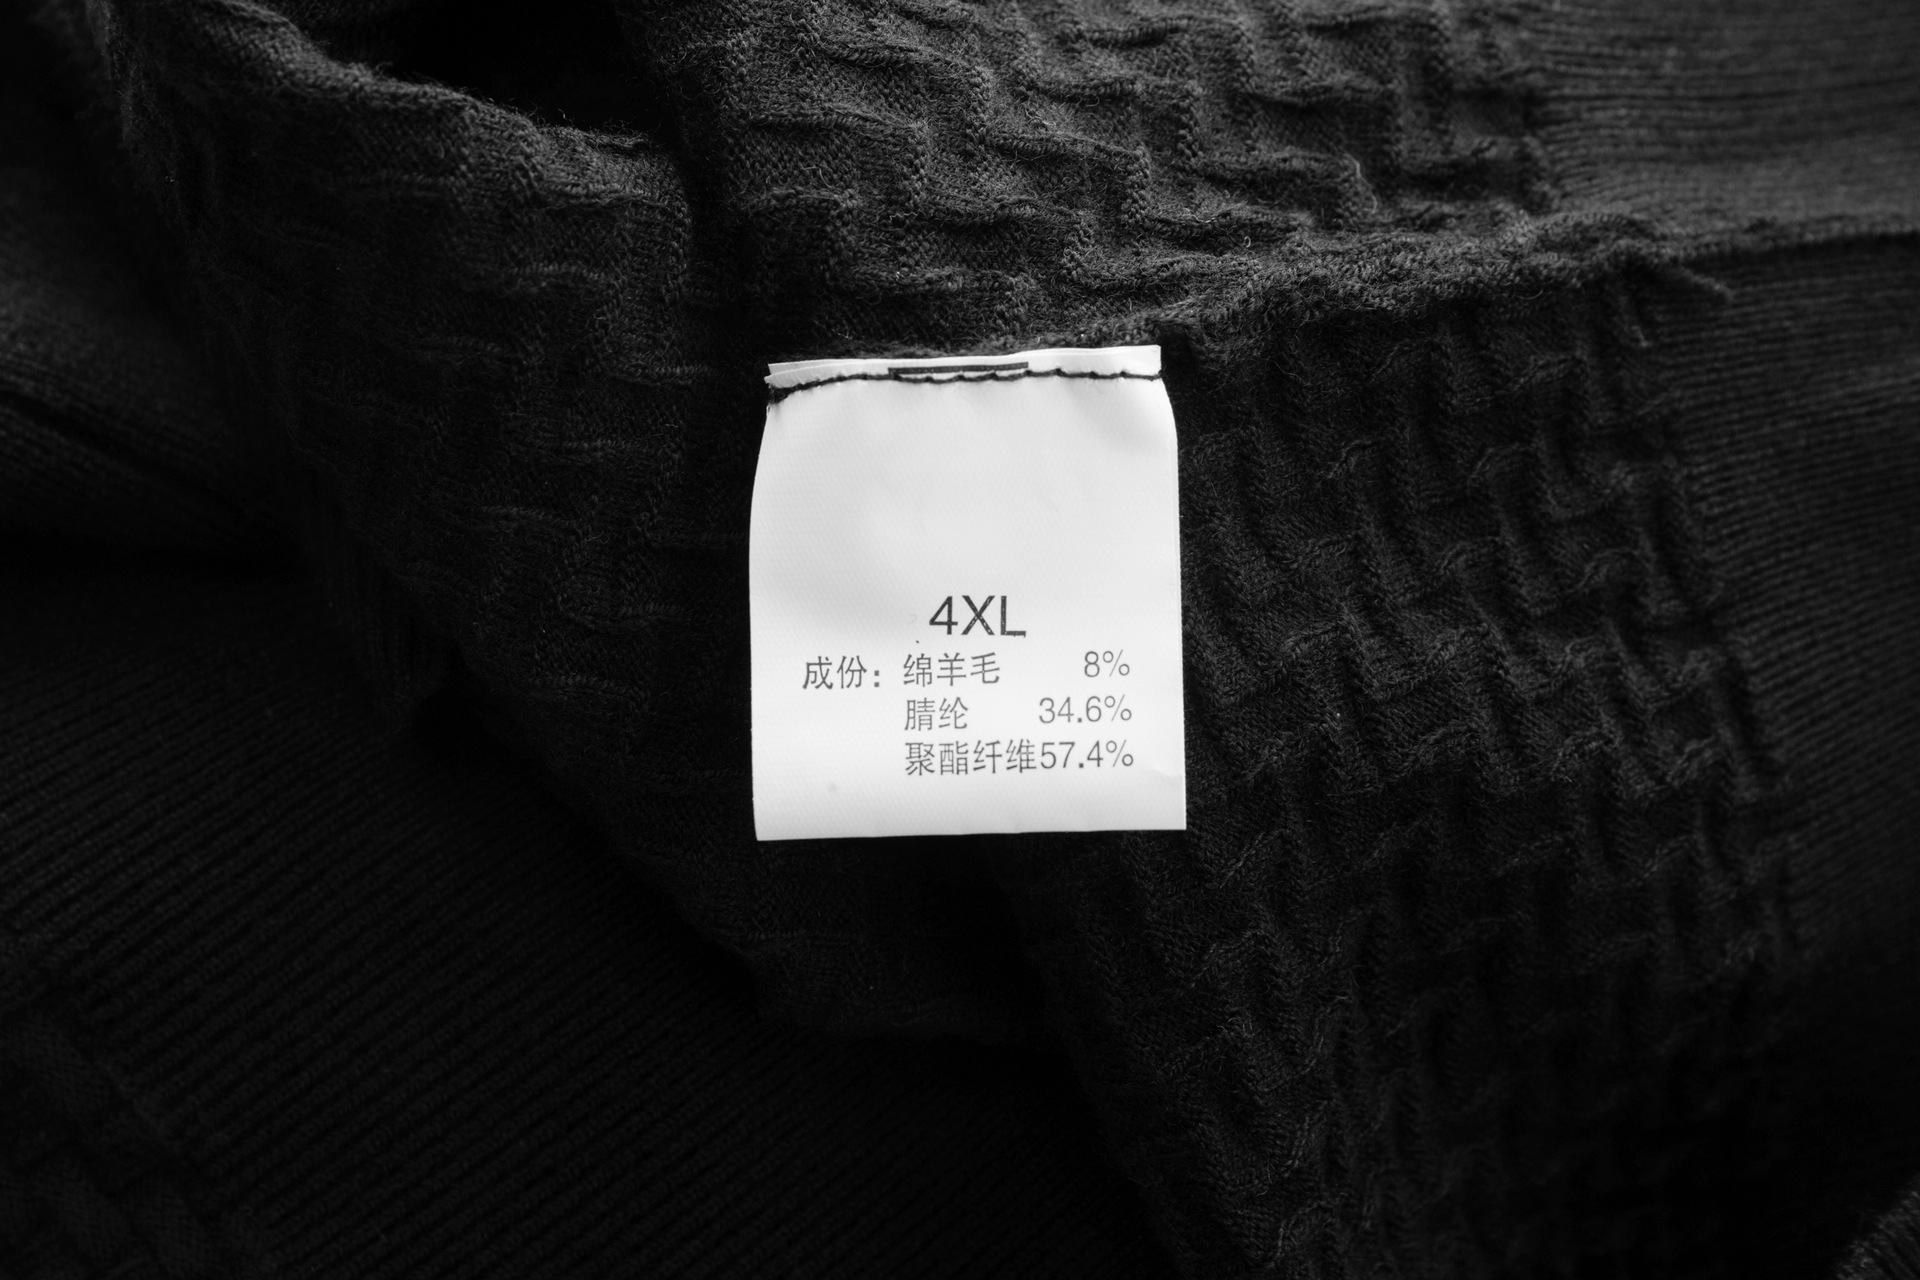 4XL
成份：绵羊毛 8%
腈纶 34.6%
聚酯纤维57.4%